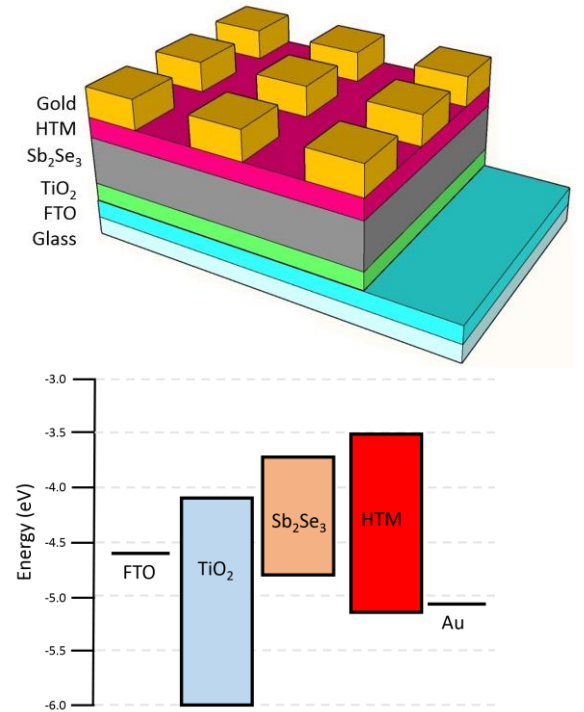 Gold
HTM
Sb₂Se₃
TiO₂
FTO
Glass
-3.0
-3.5
-4.0
-4.5
-5.0
-5.5
-6.0
Energy (eV)
FTO
TiO₂
Sb₂Se₃
HTM
Au